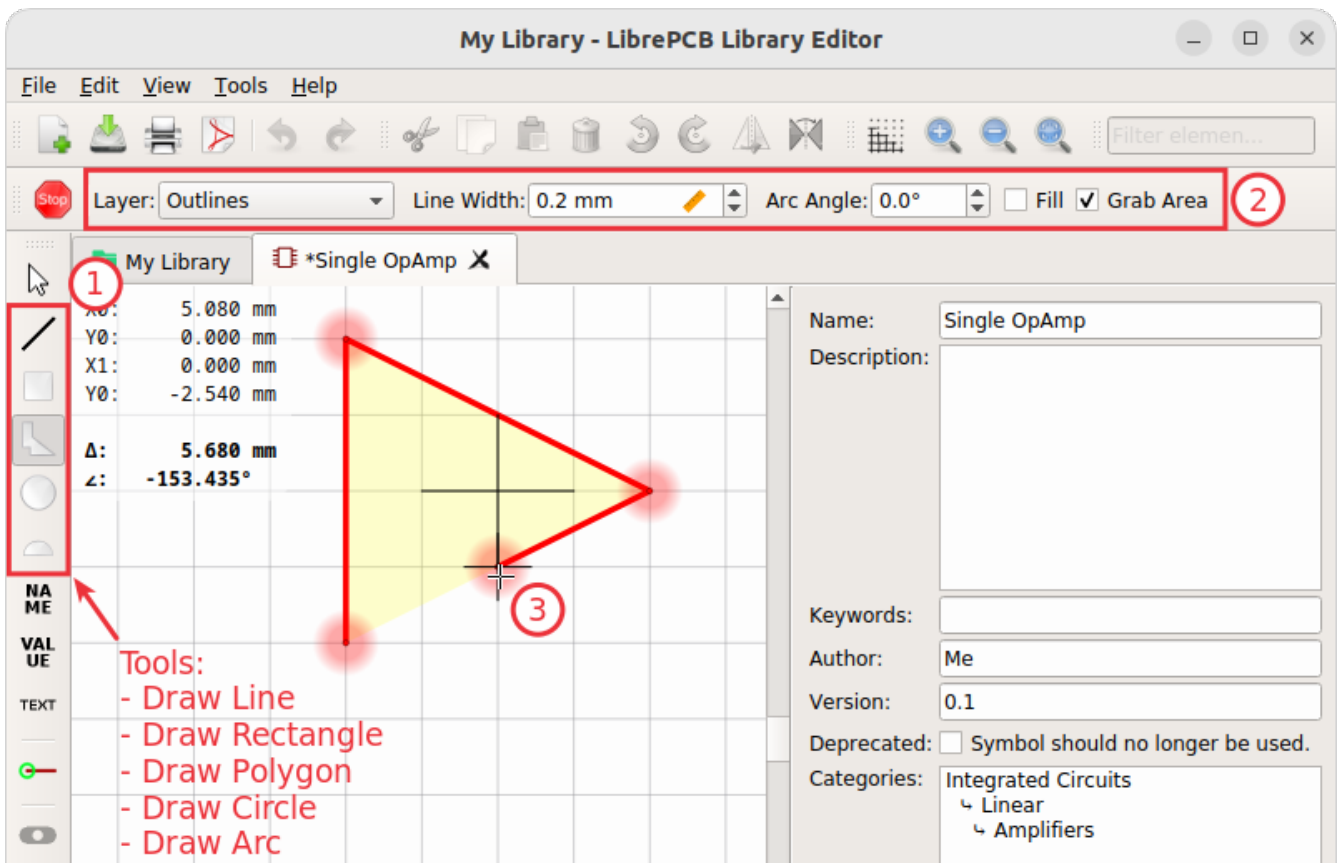 My Library - LibrePCB Library Editor
File Edit View Tools Help
Filter elemen...
Stop Layer: Outlines Line Width: 0.2 mm Arc Angle: 0.0° Fill Grab Area 2
My Library *Single OpAmp
1
X0: 5.080 mm
Y0: 0.000 mm
X1: 0.000 mm
Y0: -2.540 mm
Δ: 5.680 mm
∠: -153.435°
3
NA
ME
VAL
UE
TEXT
Tools:
- Draw Line
- Draw Rectangle
- Draw Polygon
- Draw Circle
- Draw Arc
Name: Single OpAmp
Description:
Keywords:
Author: Me
Version: 0.1
Deprecated: Symbol should no longer be used.
Categories: Integrated Circuits
↳ Linear
↳ Amplifiers